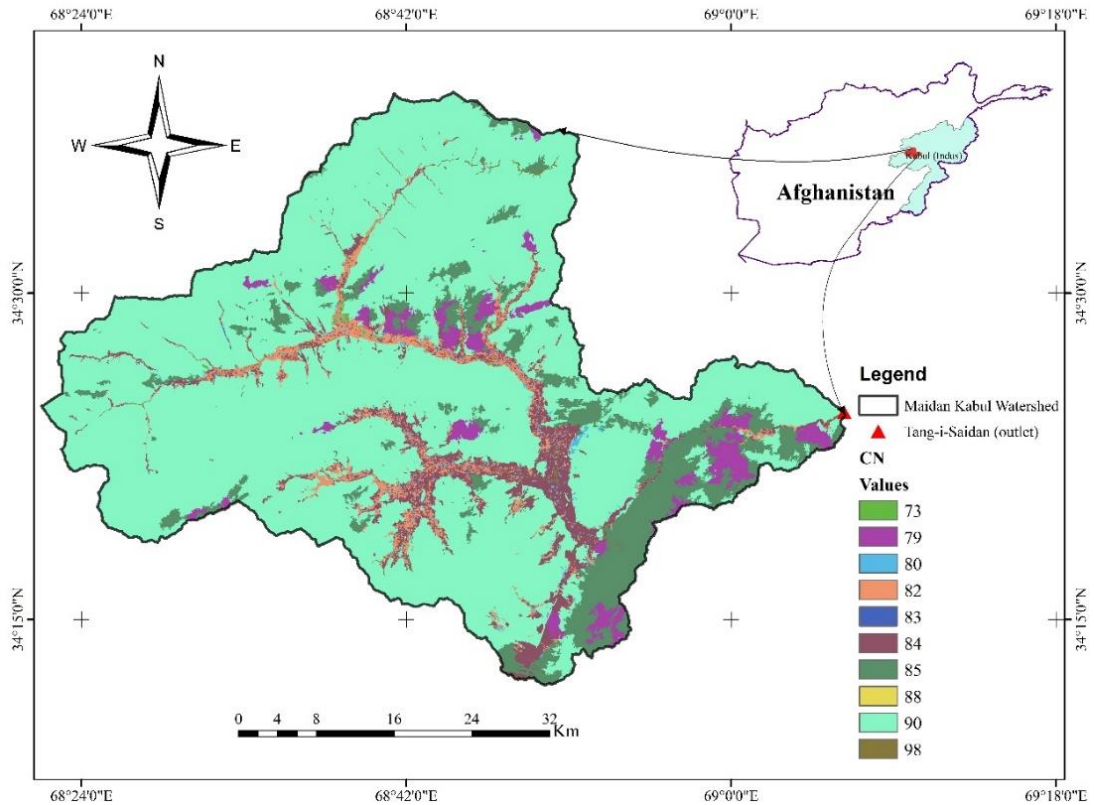 68°24'0"E 68°42'0"E 69°0'0"E 69°18'0"E
N
W E
S
Kabul (Indus)
Afghanistan
34°30'0"N 34°30'0"N
Legend
Maidan Kabul Watershed
Tang-i-Saidan (outlet)
CN
Values
73
79
80
82
83
84
85
88
90
98
34°15'0"N 34°15'0"N
0 4 8 16 24 32
Km
68°24'0"E 68°42'0"E 69°0'0"E 69°18'0"E